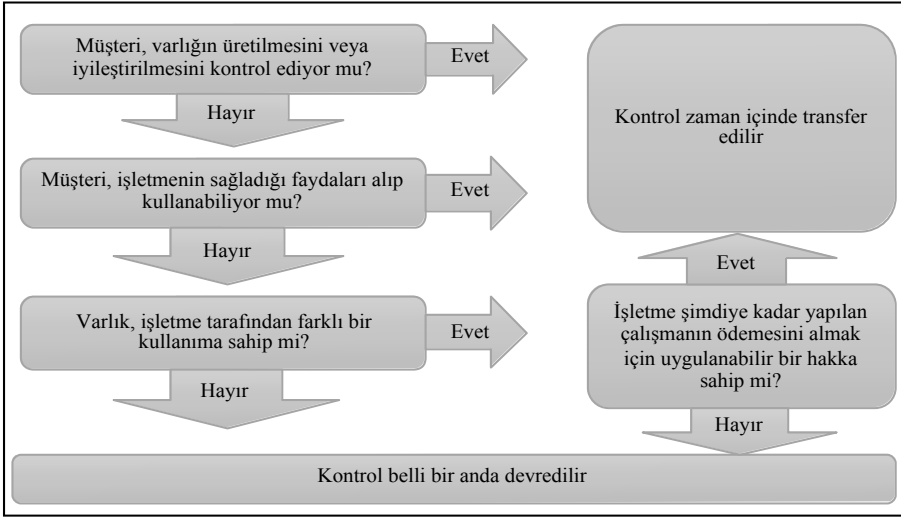 Müşteri, varlığın üretilmesini veya
iyileştirilmesini kontrol ediyor mu?
Evet
Hayır
Kontrol zaman içinde transfer
edilir
Müşteri, işletmenin sağladığı faydaları alıp
kullanabiliyor mu?
Evet
Hayır
Evet
Varlık, işletme tarafından farklı bir
kullanıma sahip mi?
Evet
Hayır
İşletme şimdiye kadar yapılan
çalışmanın ödemesini almak
için uygulanabilir bir hakka
sahip mi?
Hayır
Kontrol belli bir anda devredilir